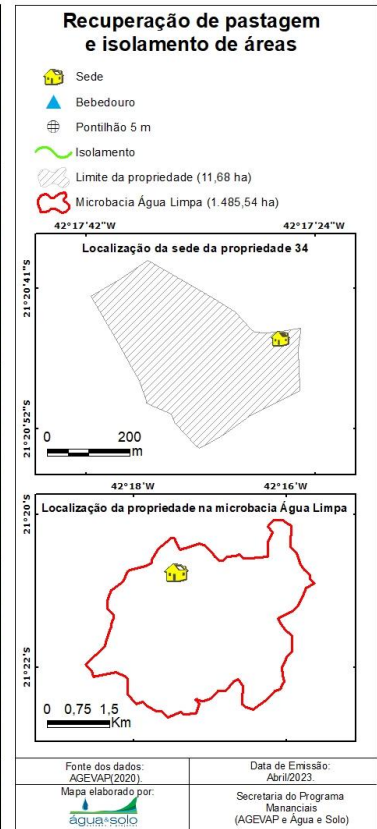 Recuperação de pastagem
e isolamento de áreas
Sede
Bebedouro
Pontilhão 5 m
Isolamento
Limite da propriedade (11,68 ha)
Microbacia Água Limpa (1.485,54 ha)
42°17'42"W 42°17'24"W
Localização da sede da propriedade 34
21°20'41"S
21°20'52"S
0 200
m
42°18'W 42°16'W
Localização da propriedade na microbacia Água Limpa
21°20'S
21°22'S
0 0,75 1,5
Km
Fonte dos dados:
AGEVAP(2020).
Data de Emissão:
Abril/2023.
Mapa elaborado por:
água&solo
Secretaria do Programa
Mananciais
(AGEVAP e Água e Solo)